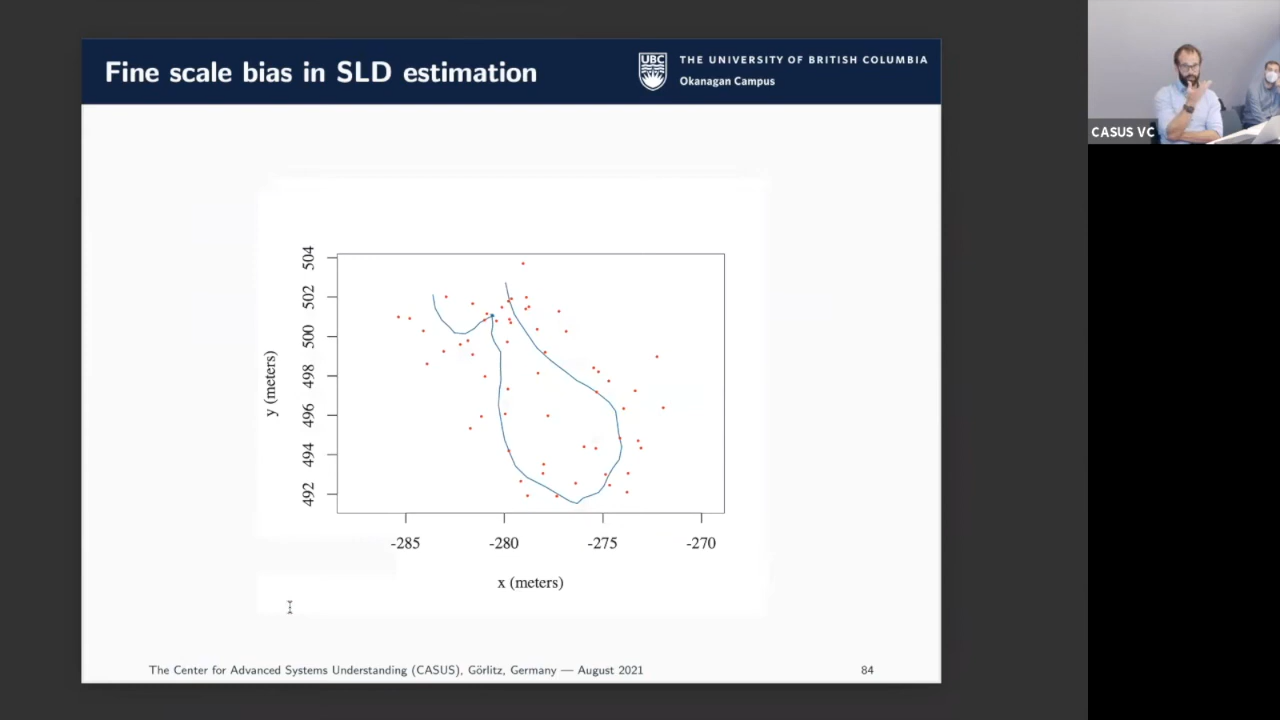 Fine scale bias in SLD estimation
UBC
THE UNIVERSITY OF BRITISH COLUMBIA
Okanagan Campus
CASUS VC
504
502
500
498
496
494
492
y (meters)
-285 -280 -275 -270
x (meters)
The Center for Advanced Systems Understanding (CASUS), Görlitz, Germany — August 2021 84